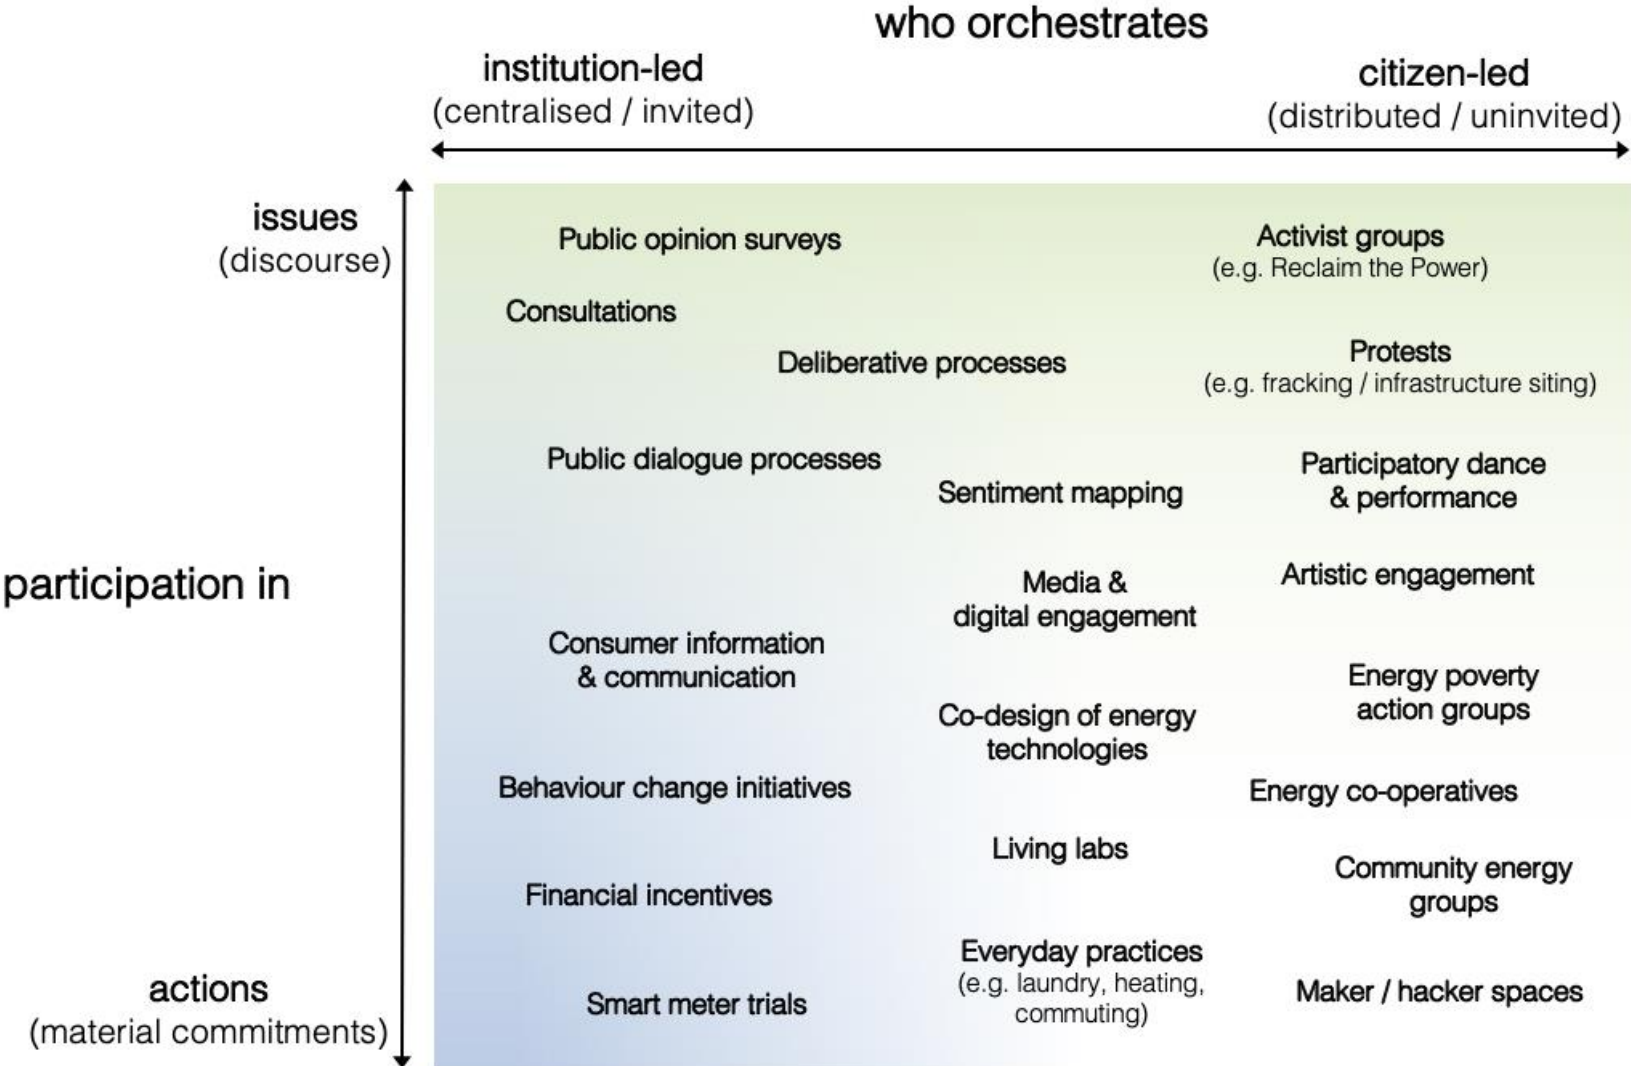 who orchestrates
institution-led
(centralised / invited)
citizen-led
(distributed / uninvited)
issues
(discourse)
Public opinion surveys
Activist groups
(e.g. Reclaim the Power)
Consultations
Deliberative processes
Protests
(e.g. fracking / infrastructure siting)
Public dialogue processes
Sentiment mapping
Participatory dance
& performance
participation in
Media &
digital engagement
Artistic engagement
Consumer information
& communication
Energy poverty
action groups
Co-design of energy
technologies
Behaviour change initiatives
Energy co-operatives
Living labs
Community energy
groups
Financial incentives
Everyday practices
(e.g. laundry, heating,
commuting)
actions
(material commitments)
Smart meter trials
Maker / hacker spaces